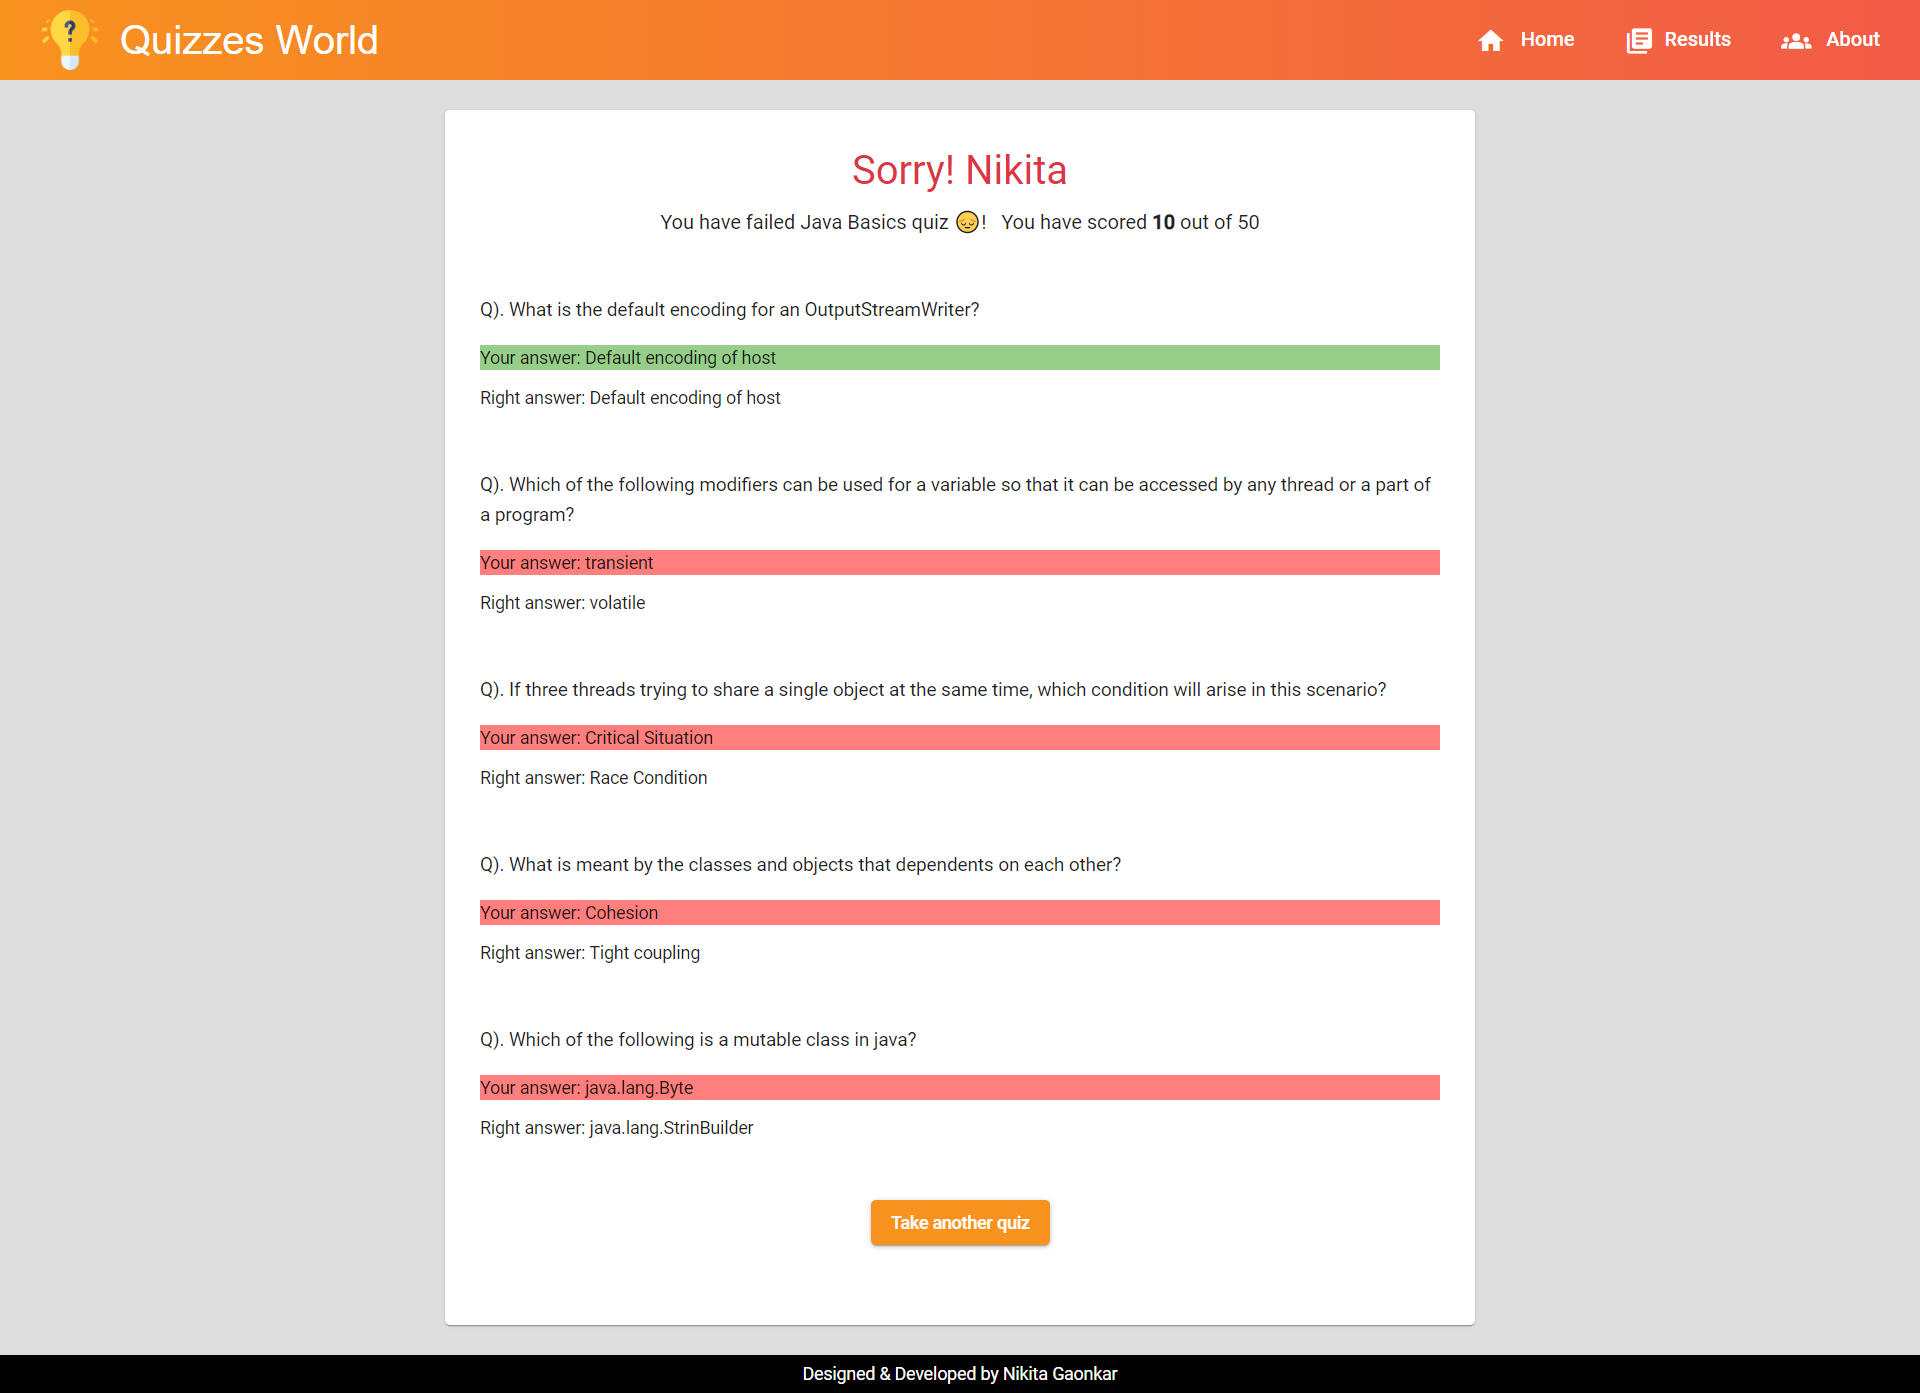 Quizzes World
Home
Results
About
Sorry! Nikita
You have failed Java Basics quiz 😔! You have scored 10 out of 50
Q). What is the default encoding for an OutputStreamWriter?
Your answer: Default encoding of host
Right answer: Default encoding of host
Q). Which of the following modifiers can be used for a variable so that it can be accessed by any thread or a part of
a program?
Your answer: transient
Right answer: volatile
Q). If three threads trying to share a single object at the same time, which condition will arise in this scenario?
Your answer: Critical Situation
Right answer: Race Condition
Q). What is meant by the classes and objects that dependents on each other?
Your answer: Cohesion
Right answer: Tight coupling
Q). Which of the following is a mutable class in java?
Your answer: java.lang.Byte
Right answer: java.lang.StrinBuilder
Take another quiz
Designed & Developed by Nikita Gaonkar